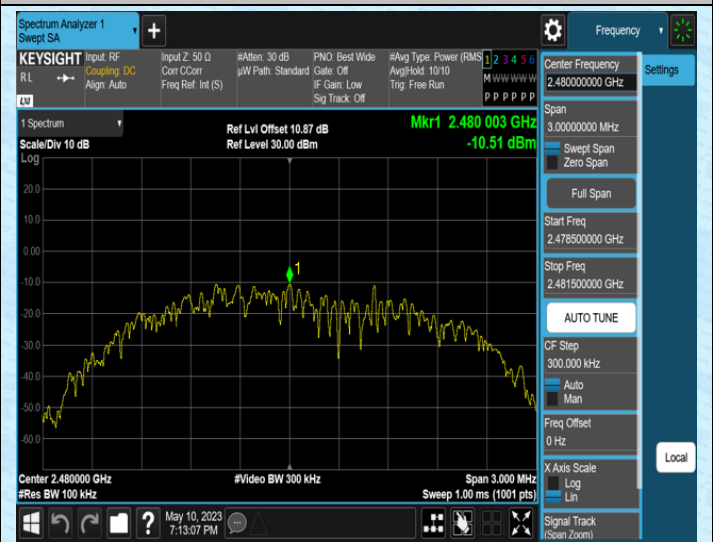 Spectrum Analyzer 1
Swept SA
Frequency
KEYSIGHT
RL
LXI
Input: RF
Coupling: DC
Align: Auto
Input Z: 50 Ω
Corr CCorr
Freq Ref: Int (S)
#Atten: 30 dB
µW Path: Standard
PNO: Best Wide
Gate: Off
IF Gain: Low
Sig Track: Off
#Avg Type: Power (RMS
Avg|Hold: 10/10
Trig: Free Run
1 2 3 4 5 6
M W W W W W
P P P P P P
1 Spectrum
Scale/Div 10 dB
Log
Ref Lvl Offset 10.87 dB
Ref Level 30.00 dBm
Mkr1 2.480 003 GHz
-10.51 dBm
20.0
10.0
0.00
-10.0
-20.0
-30.0
-40.0
-50.0
-60.0
1
Center 2.480000 GHz
#Res BW 100 kHz
#Video BW 300 kHz
Span 3.000 MHz
Sweep 1.00 ms (1001 pts)
?
May 10, 2023
7:13:07 PM
Center Frequency
2.480000000 GHz
Span
3.00000000 MHz
Swept Span
Zero Span
Full Span
Start Freq
2.478500000 GHz
Stop Freq
2.481500000 GHz
AUTO TUNE
CF Step
300.000 kHz
Auto
Man
Freq Offset
0 Hz
X Axis Scale
Log
Lin
Signal Track
(Span Zoom)
Settings
Local